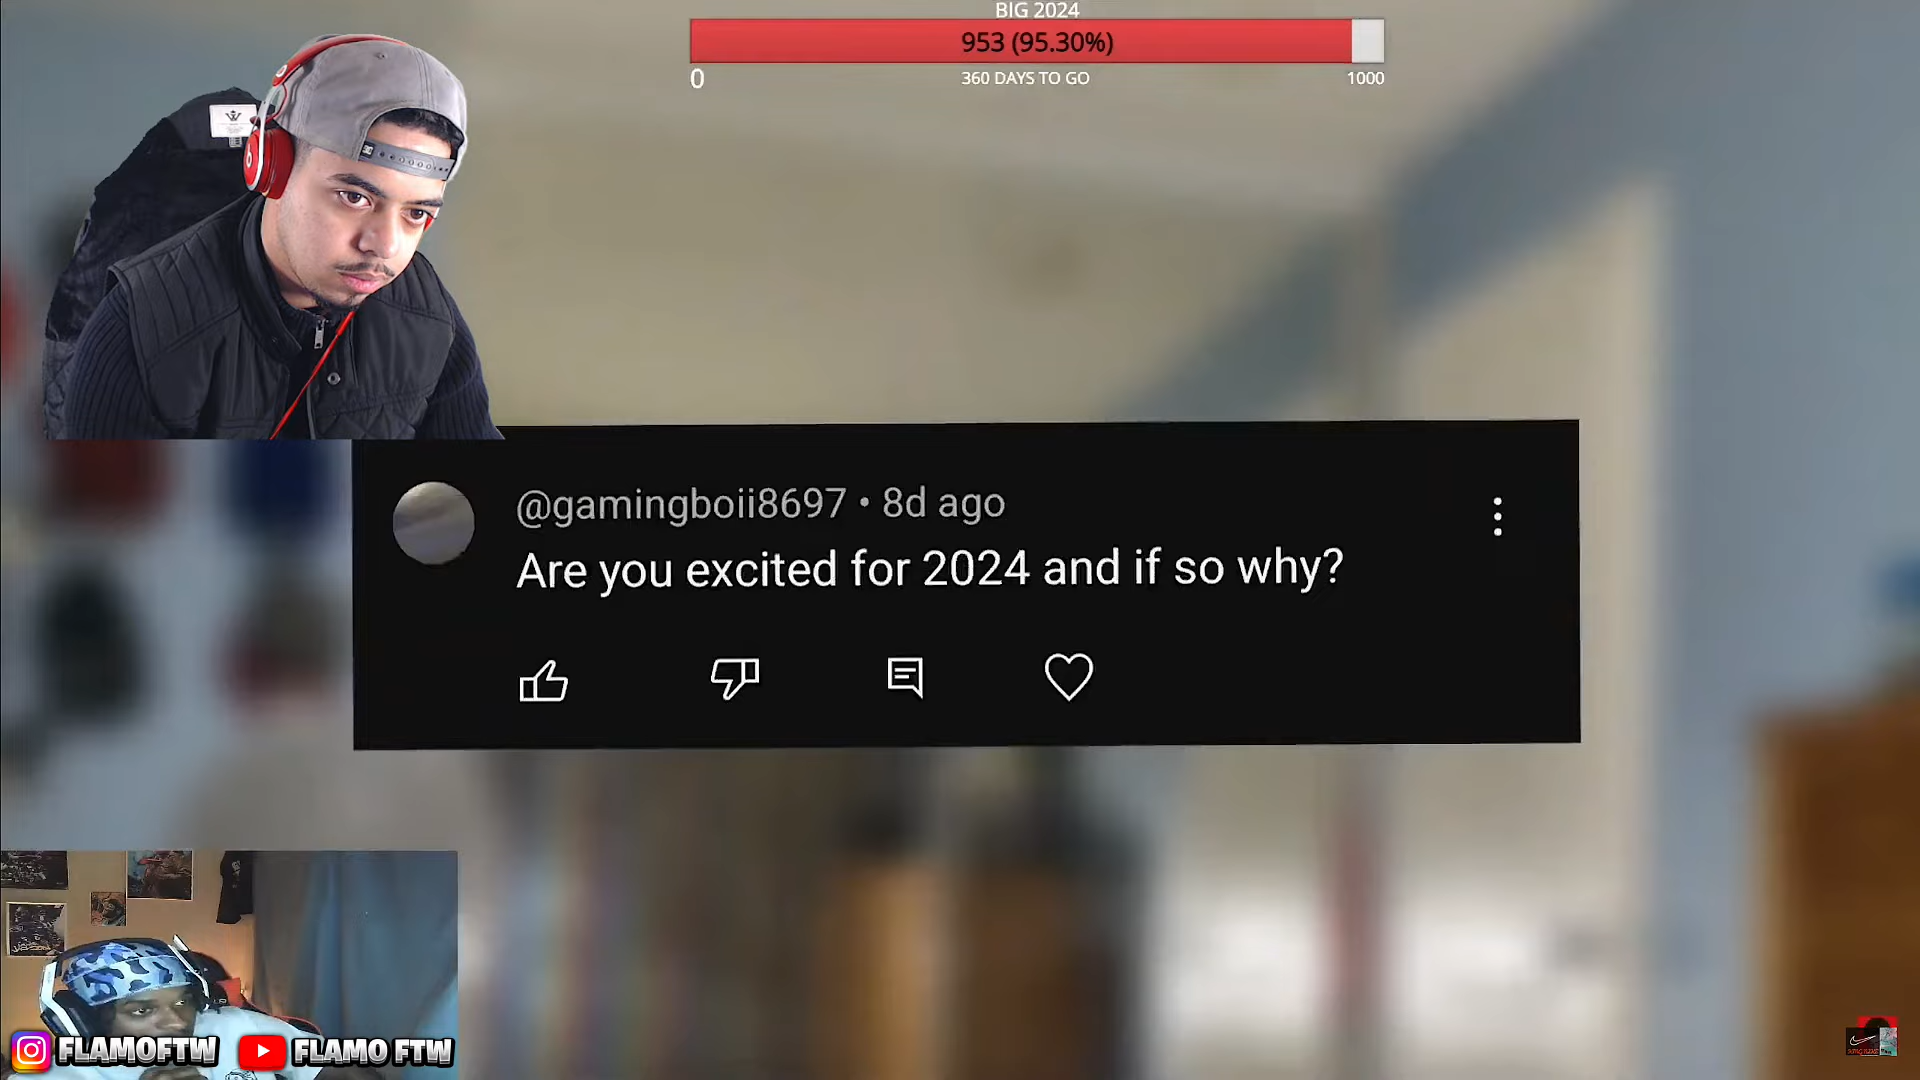 BIG 2024
953 (95.30%)
0
360 DAYS TO GO
1000
@gamingboii8697 • 8d ago
Are you excited for 2024 and if so why?
FLAMOFTW
FLAMO FTW